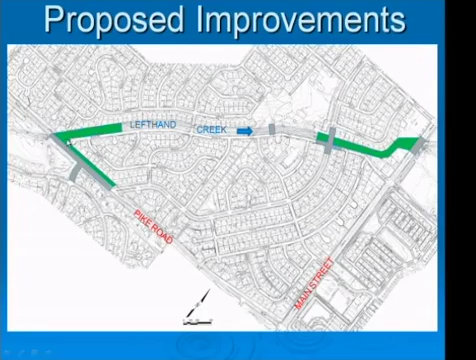 Proposed Improvements
LEFTHAND
CREEK
PIKE ROAD
MAIN STREET